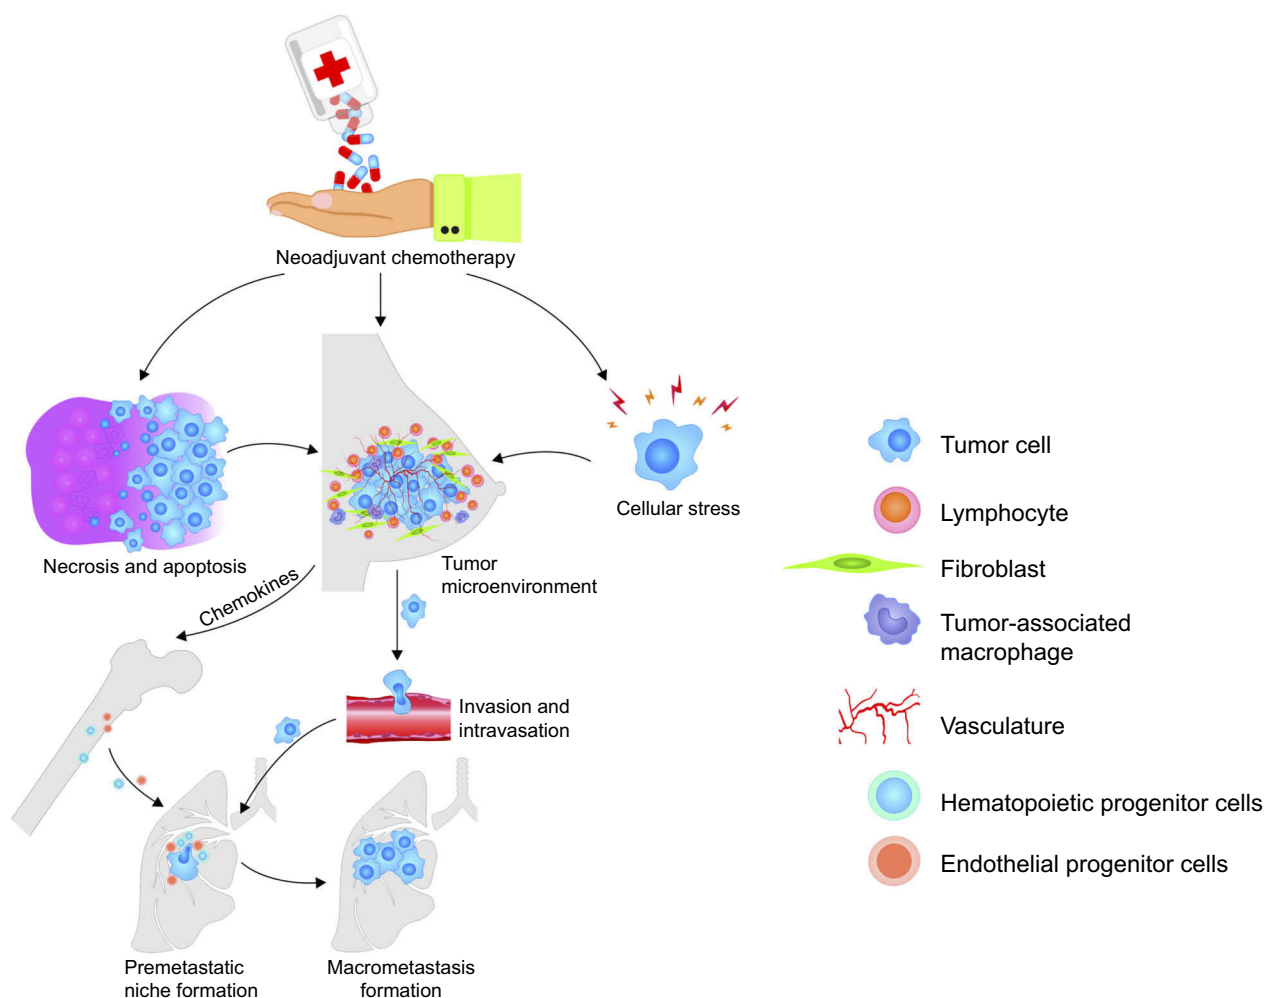 Neoadjuvant chemotherapy
Necrosis and apoptosis
Tumor
microenvironment
Cellular stress
Chemokines
Invasion and
intravasation
Premetastatic
niche formation
Macrometastasis
formation
Tumor cell
Lymphocyte
Fibroblast
Tumor-associated
macrophage
Vasculature
Hematopoietic progenitor cells
Endothelial progenitor cells